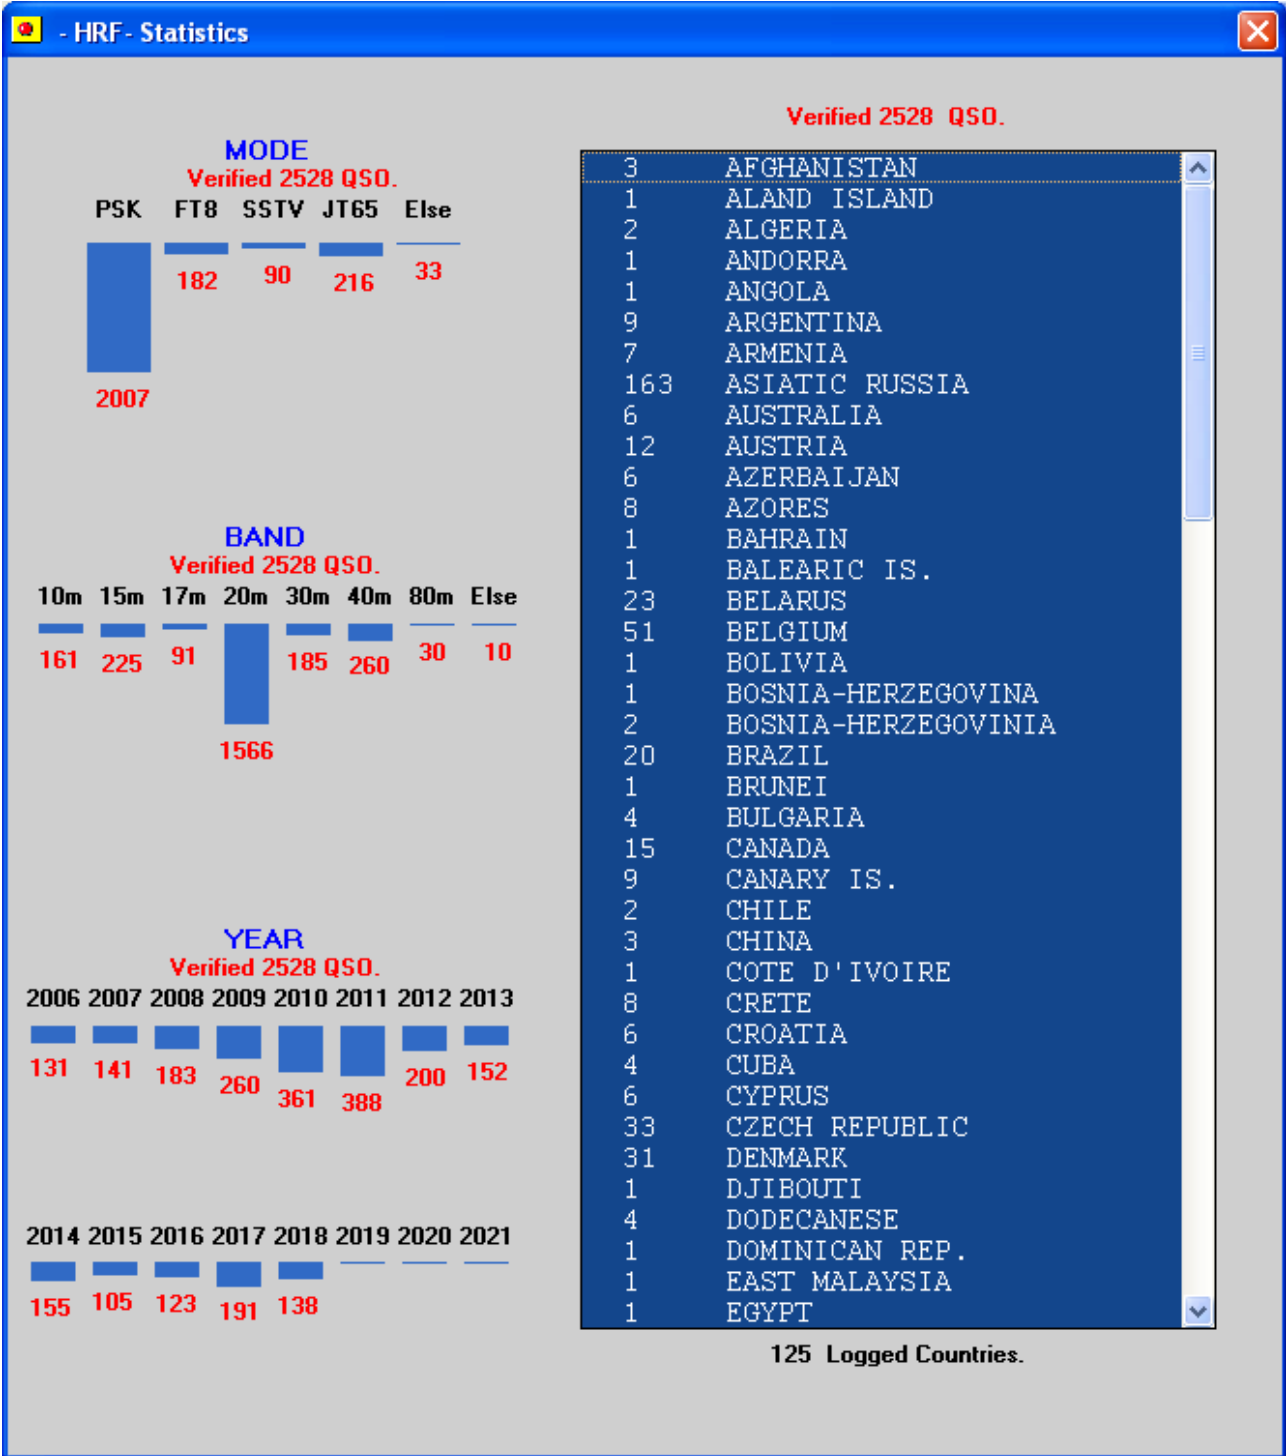 - HRF - Statistics
MODE
Verified 2528 QSO.
PSK FT8 SSTV JT65 Else
182 90 216 33
2007
BAND
Verified 2528 QSO.
10m 15m 17m 20m 30m 40m 80m Else
161 225 91 185 260 30 10
1566
YEAR
Verified 2528 QSO.
2006 2007 2008 2009 2010 2011 2012 2013
131 141 183 260 361 388 200 152
2014 2015 2016 2017 2018 2019 2020 2021
155 105 123 191 138
Verified 2528 QSO.
3 AFGHANISTAN
1 ALAND ISLAND
2 ALGERIA
1 ANDORRA
1 ANGOLA
9 ARGENTINA
7 ARMENIA
163 ASIATIC RUSSIA
6 AUSTRALIA
12 AUSTRIA
6 AZERBAIJAN
8 AZORES
1 BAHRAIN
1 BALEARIC IS.
23 BELARUS
51 BELGIUM
1 BOLIVIA
1 BOSNIA-HERZEGOVINA
2 BOSNIA-HERZEGOVINIA
20 BRAZIL
1 BRUNEI
4 BULGARIA
15 CANADA
9 CANARY IS.
2 CHILE
3 CHINA
1 COTE D'IVOIRE
8 CRETE
6 CROATIA
4 CUBA
6 CYPRUS
33 CZECH REPUBLIC
31 DENMARK
1 DJIBOUTI
4 DODECANESE
1 DOMINICAN REP.
1 EAST MALAYSIA
1 EGYPT
125 Logged Countries.